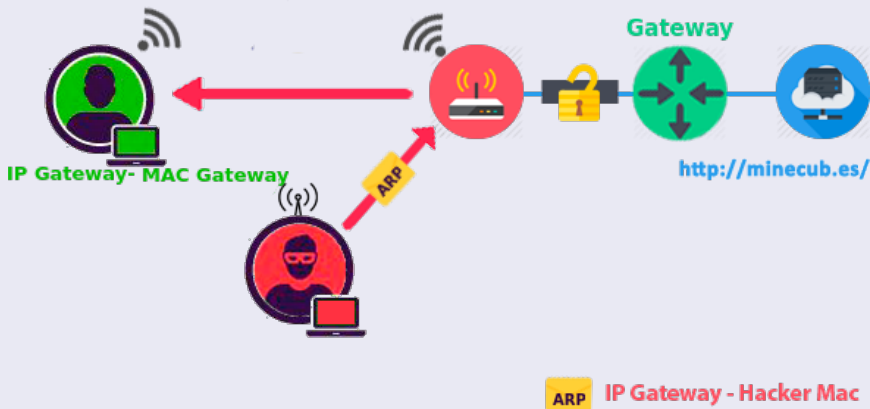 Gateway
IP Gateway- MAC Gateway
http://minecub.es/
ARP
ARP IP Gateway - Hacker Mac